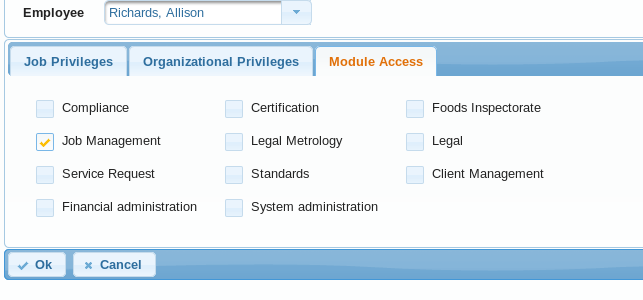 Employee Richards, Allison
Job Privileges Organizational Privileges Module Access
Compliance Certification Foods Inspectorate
Job Management Legal Metrology Legal
Service Request Standards Client Management
Financial administration System administration
Ok Cancel